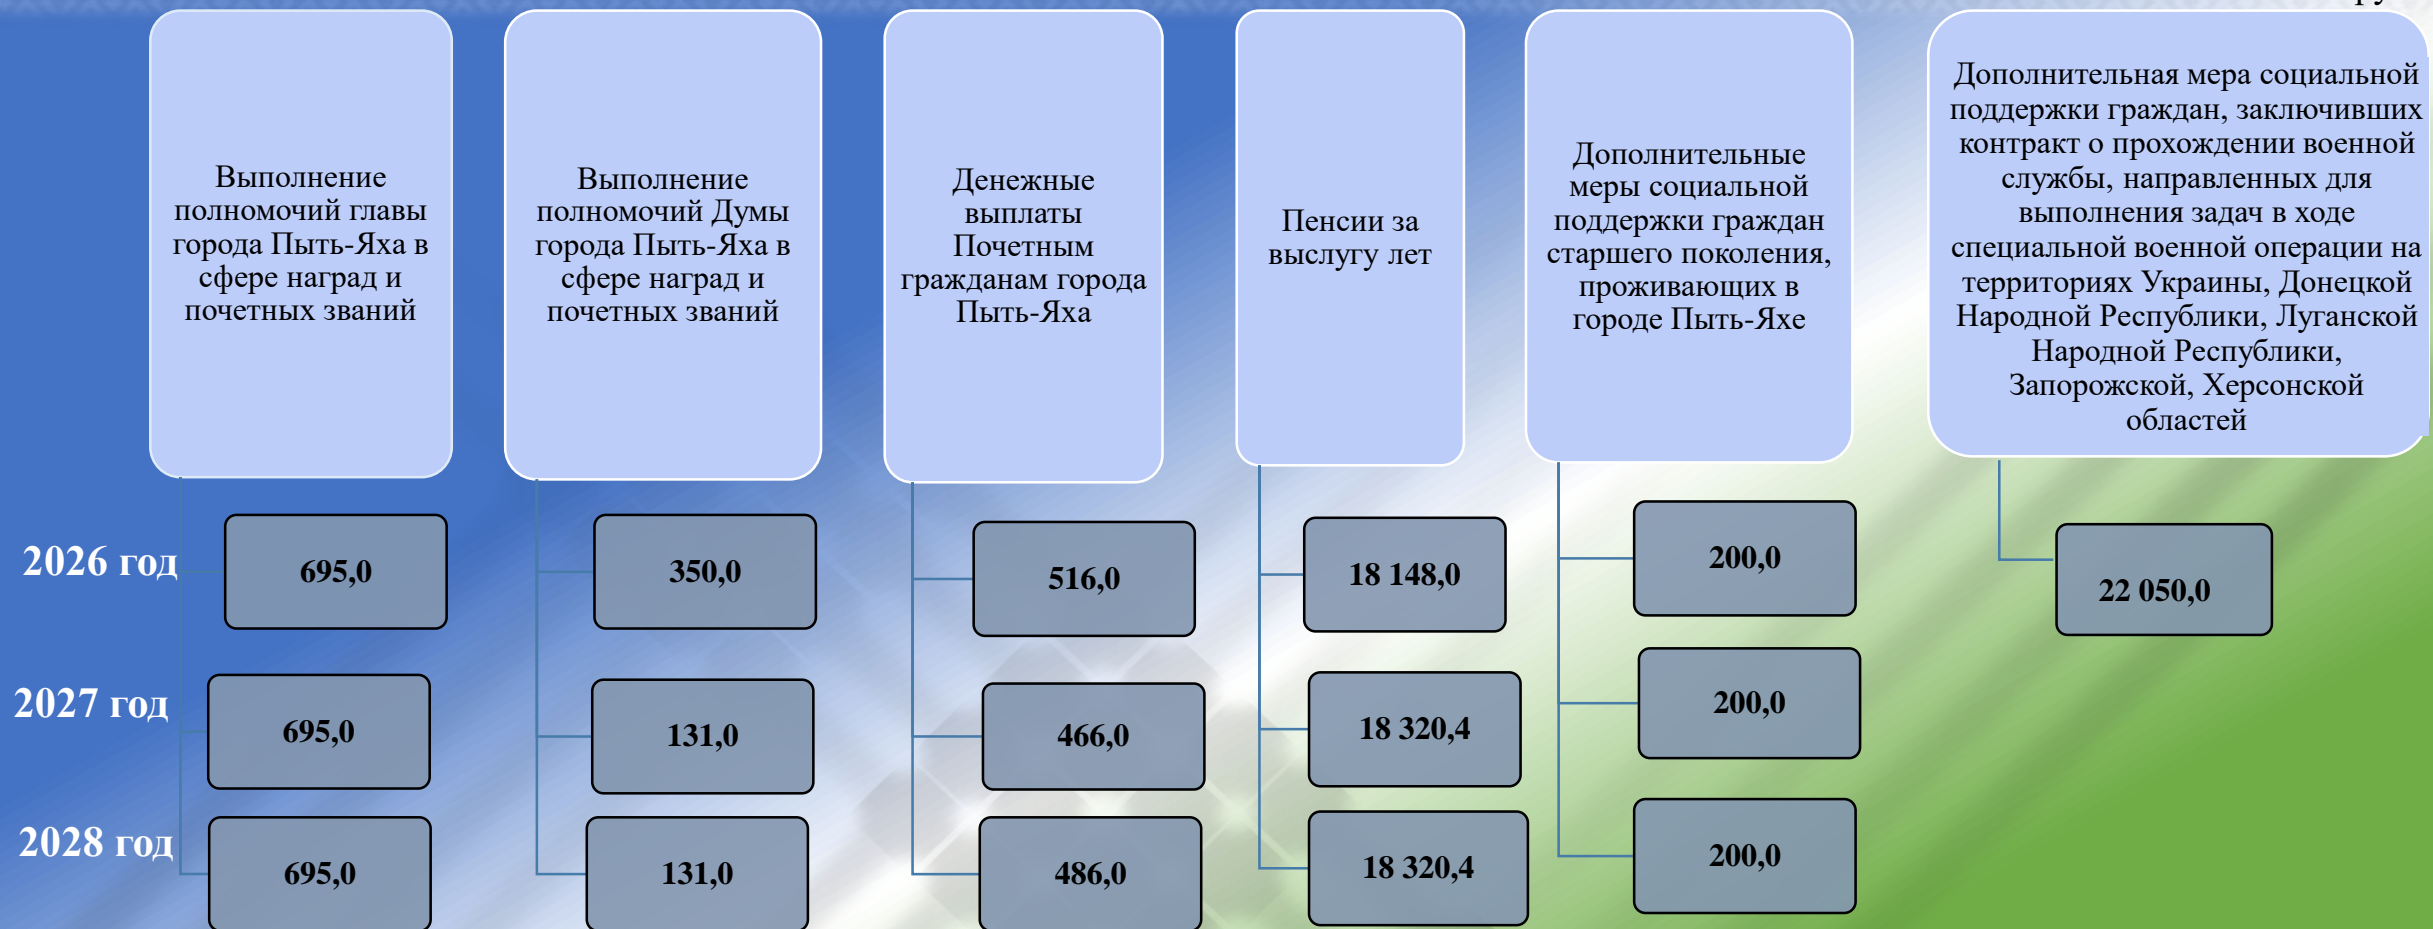 Выполнение
полномочий главы
города Пыть-Яха в
сфере наград и
почетных званий
Выполнение
полномочий Думы
города Пыть-Яха в
сфере наград и
почетных званий
Денежные
выплаты
Почетным
гражданам города
Пыть-Яха
Пенсии за
выслугу лет
Дополнительные
меры социальной
поддержки граждан
старшего поколения,
проживающих в
городе Пыть-Яхе
Дополнительная мера социальной
поддержки граждан, заключивших
контракт о прохождении военной
службы, направленных для
выполнения задач в ходе
специальной военной операции на
территориях Украины, Донецкой
Народной Республики, Луганской
Народной Республики,
Запорожской, Херсонской
областей
2026 год
695,0
350,0
516,0
18 148,0
200,0
22 050,0
2027 год
695,0
131,0
466,0
18 320,4
200,0
2028 год
695,0
131,0
486,0
18 320,4
200,0